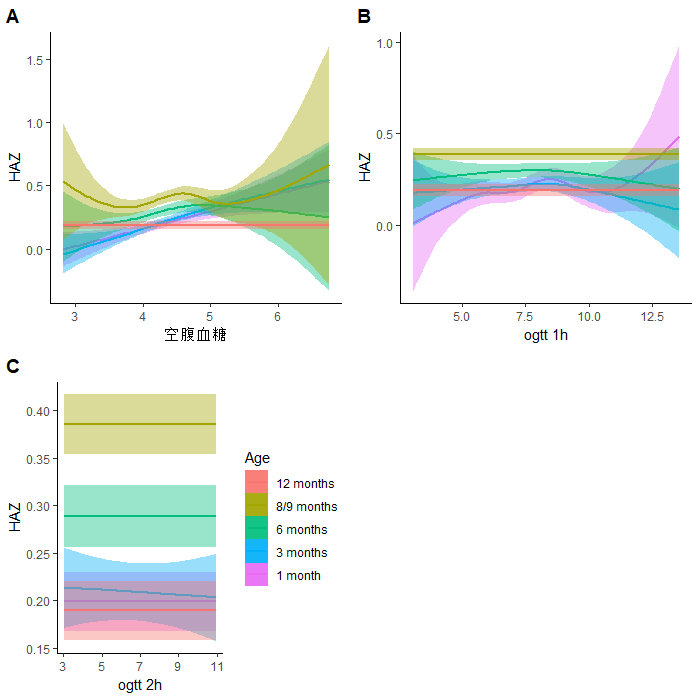 A
HAZ
1.5
1.0
0.5
0.0
3
4
5
6
空腹血糖
B
HAZ
1.0
0.5
0.0
5.0
7.5
10.0
12.5
ogtt 1h
C
HAZ
0.40
0.35
0.30
0.25
0.20
0.15
3
5
7
9
11
ogtt 2h
Age
12 months
8/9 months
6 months
3 months
1 month